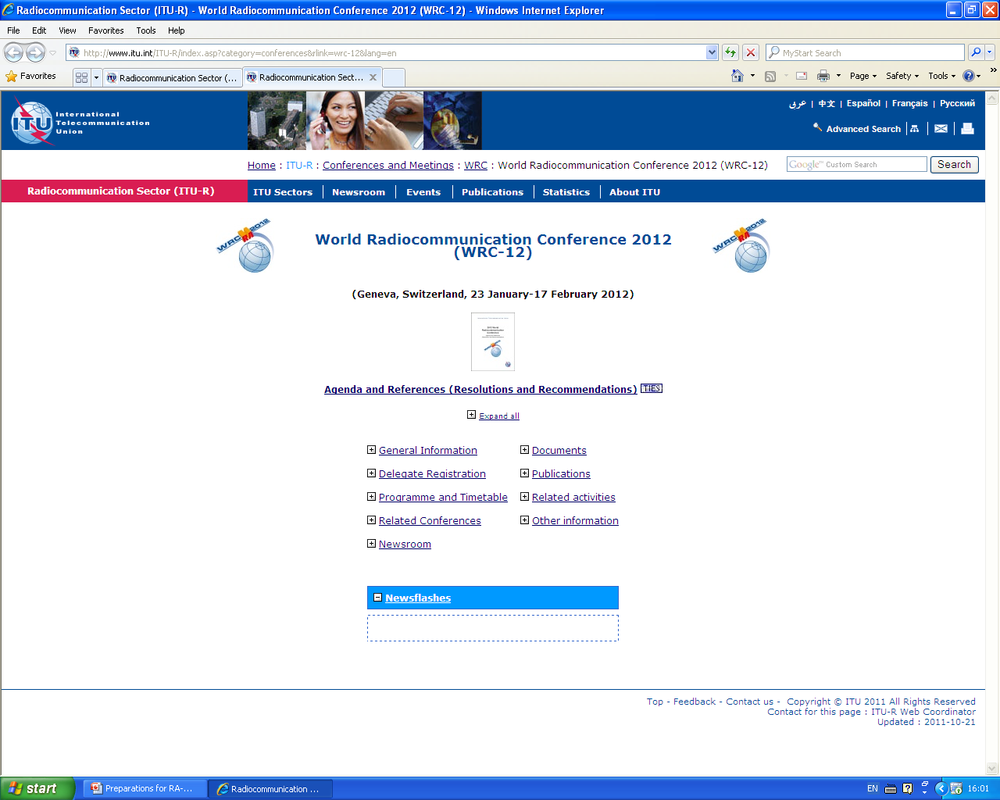 Radiocommunication Sector (ITU-R) - World Radiocommunication Conference 2012 (WRC-12) - Windows Internet Explorer
File Edit View Favorites Tools Help
http://www.itu.int/ITU-R/index.asp?category=conferences&rlink=wrc-12&lang=en
MyStart Search
Favorites
Radiocommunication Sector (...
Radiocommunication Sect...
Page Safety Tools
ITU
International
Telecommunication
Union
عربي | 中文 | Español | Français | Русский
Advanced Search
Home : ITU-R : Conferences and Meetings : WRC : World Radiocommunication Conference 2012 (WRC-12)
Google™ Custom Search
Search
Radiocommunication Sector (ITU-R)
ITU Sectors | Newsroom | Events | Publications | Statistics | About ITU
WRC RA 2012
World Radiocommunication Conference 2012
(WRC-12)
WRC RA 2012
(Geneva, Switzerland, 23 January-17 February 2012)
Agenda and References (Resolutions and Recommendations) TIES
Expand all
General Information
Documents
Delegate Registration
Publications
Programme and Timetable
Related activities
Related Conferences
Other information
Newsroom
Newsflashes
Top - Feedback - Contact us - Copyright © ITU 2011 All Rights Reserved
Contact for this page : ITU-R Web Coordinator
Updated : 2011-10-21
start
Preparations for RA-...
Radiocommunication ...
EN
16:01